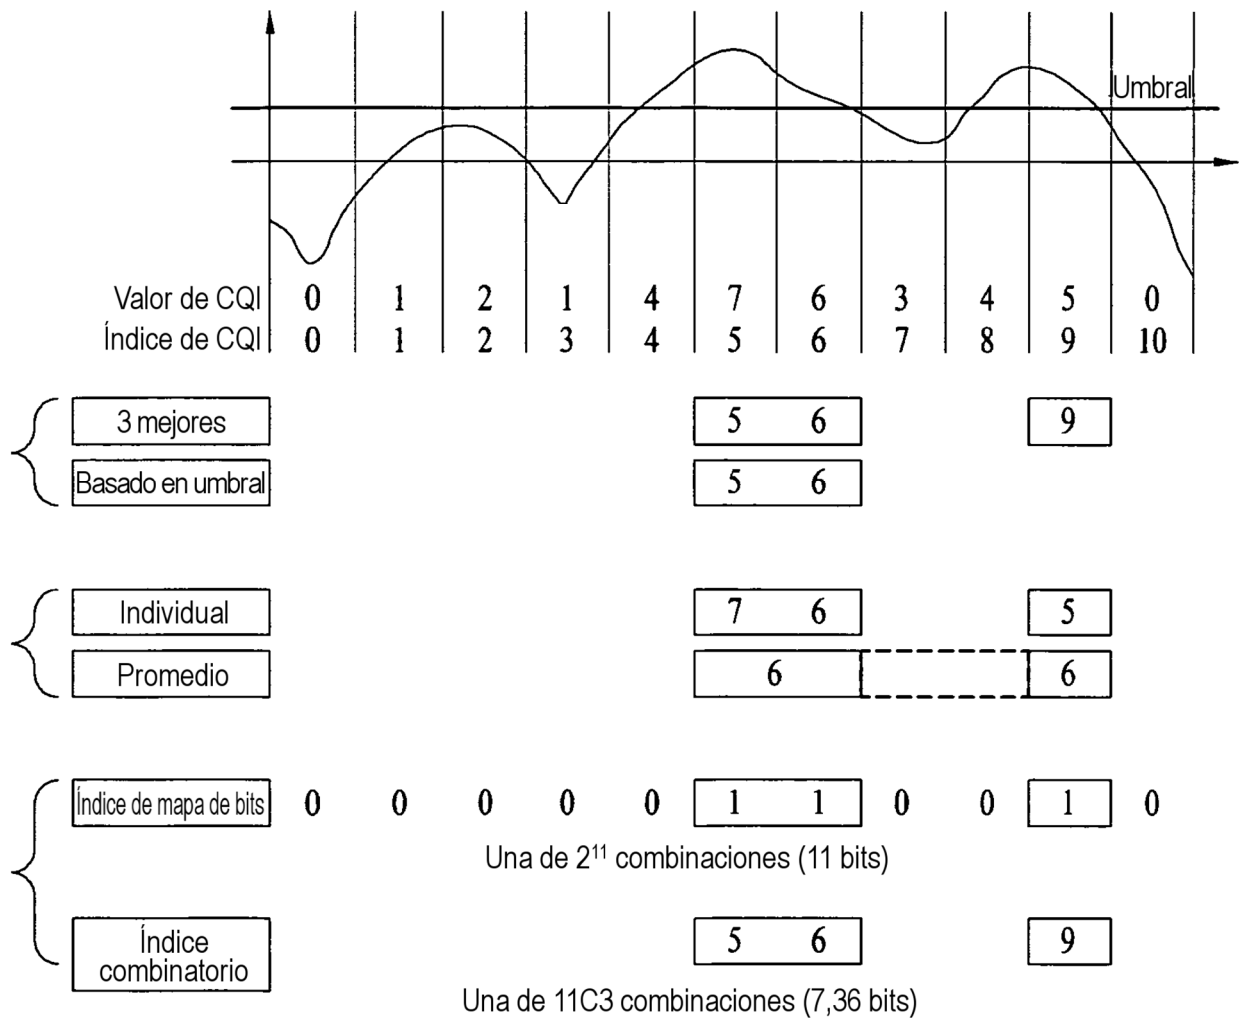 Umbral
Valor de CQI 0 1 2 1 4 7 6 3 4 5 0
Índice de CQI 0 1 2 3 4 5 6 7 8 9 10
3 mejores 5 6 9
Basado en umbral 5 6
Individual 7 6 5
Promedio 6 6
Índice de mapa de bits 0 0 0 0 0 1 1 0 0 1 0
Una de 2¹¹ combinaciones (11 bits)
Índice
combinatorio 5 6 9
Una de 11C3 combinaciones (7,36 bits)